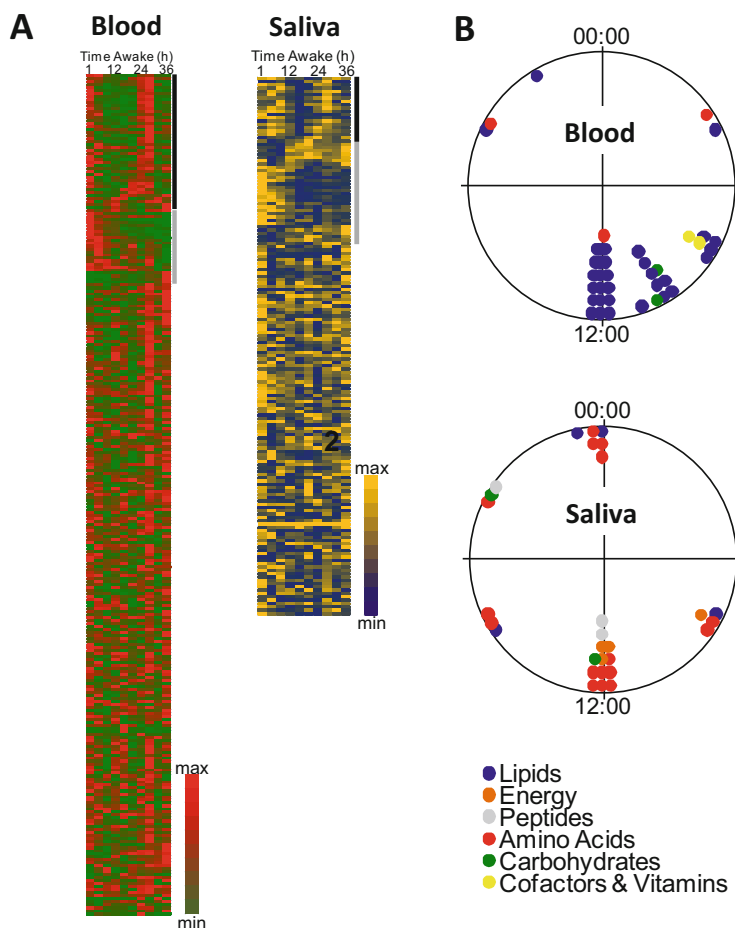 A
Blood
Time Awake (h)
1 12 24 36
max
min
Saliva
Time Awake (h)
1 12 24 36
2
max
min
B
00:00
Blood
12:00
00:00
Saliva
12:00
Lipids
Energy
Peptides
Amino Acids
Carbohydrates
Cofactors & Vitamins